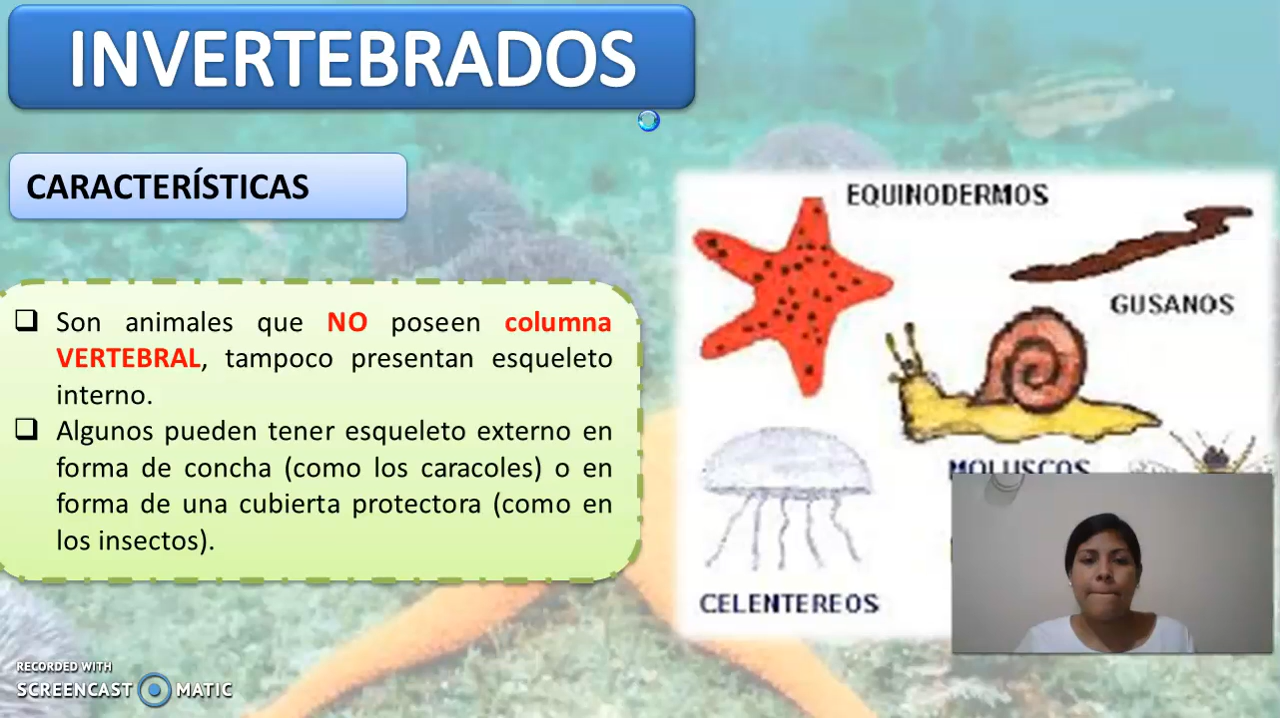 INVERTEBRADOS
CARACTERÍSTICAS
❑ Son animales que NO poseen columna
VERTEBRAL, tampoco presentan esqueleto
interno.
❑ Algunos pueden tener esqueleto externo en
forma de concha (como los caracoles) o en
forma de una cubierta protectora (como en
los insectos).
EQUINODERMOS
GUSANOS
MOLUSCOS
CELENTEREOS
RECORDED WITH
SCREENCAST MATIC